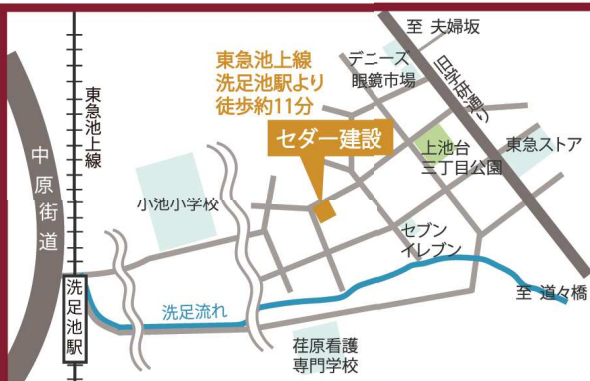 至 夫婦坂
東急池上線
洗足池駅より
徒歩約11分
デニーズ
眼鏡市場
旧学研通り
東急池上線
中原街道
セダー建設
上池台
三丁目公園
東急ストア
小池小学校
セブン
イレブン
洗足池駅
洗足流れ
至 道々橋
荏原看護
専門学校